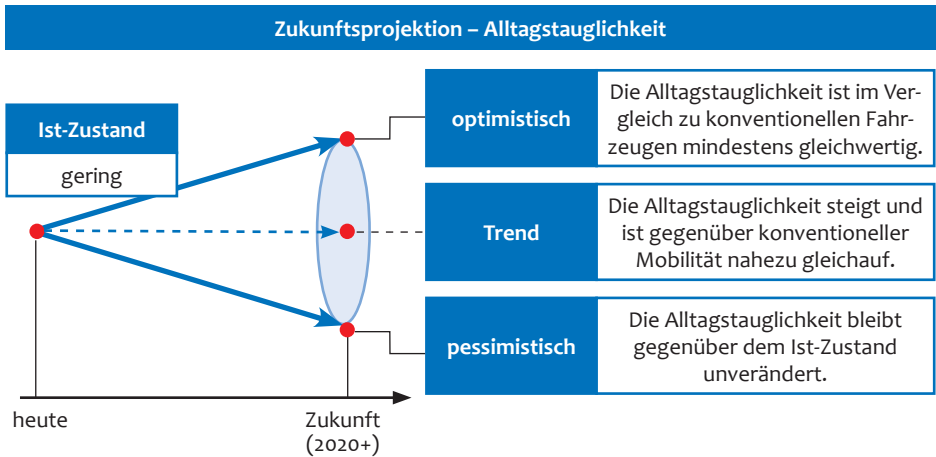 Zukunftsprojektion – Alltagstauglichkeit
Ist-Zustand
gering
optimistisch
Die Alltagstauglichkeit ist im Ver-
gleich zu konventionellen Fahr-
zeugen mindestens gleichwertig.
Trend
Die Alltagstauglichkeit steigt und
ist gegenüber konventioneller
Mobilität nahezu gleichauf.
pessimistisch
Die Alltagstauglichkeit bleibt
gegenüber dem Ist-Zustand
unverändert.
heute
Zukunft
(2020+)